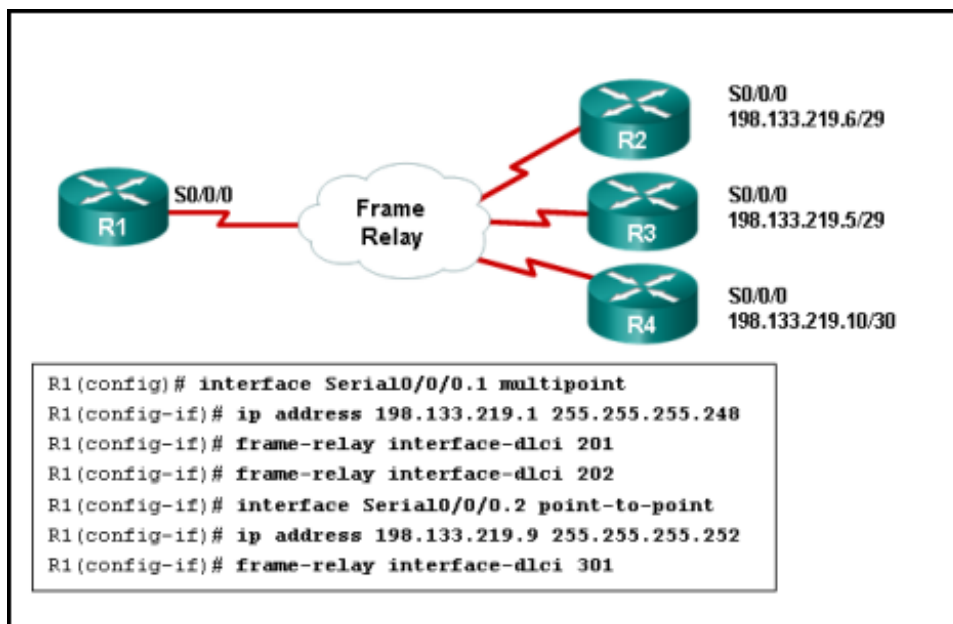 S0/0/0
198.133.219.6/29
R2
S0/0/0
R1
Frame
Relay
S0/0/0
198.133.219.5/29
R3
S0/0/0
198.133.219.10/30
R4
R1(config)# interface Serial0/0/0.1 multipoint
R1(config-if)# ip address 198.133.219.1 255.255.255.248
R1(config-if)# frame-relay interface-dlci 201
R1(config-if)# frame-relay interface-dlci 202
R1(config-if)# interface Serial0/0/0.2 point-to-point
R1(config-if)# ip address 198.133.219.9 255.255.255.252
R1(config-if)# frame-relay interface-dlci 301